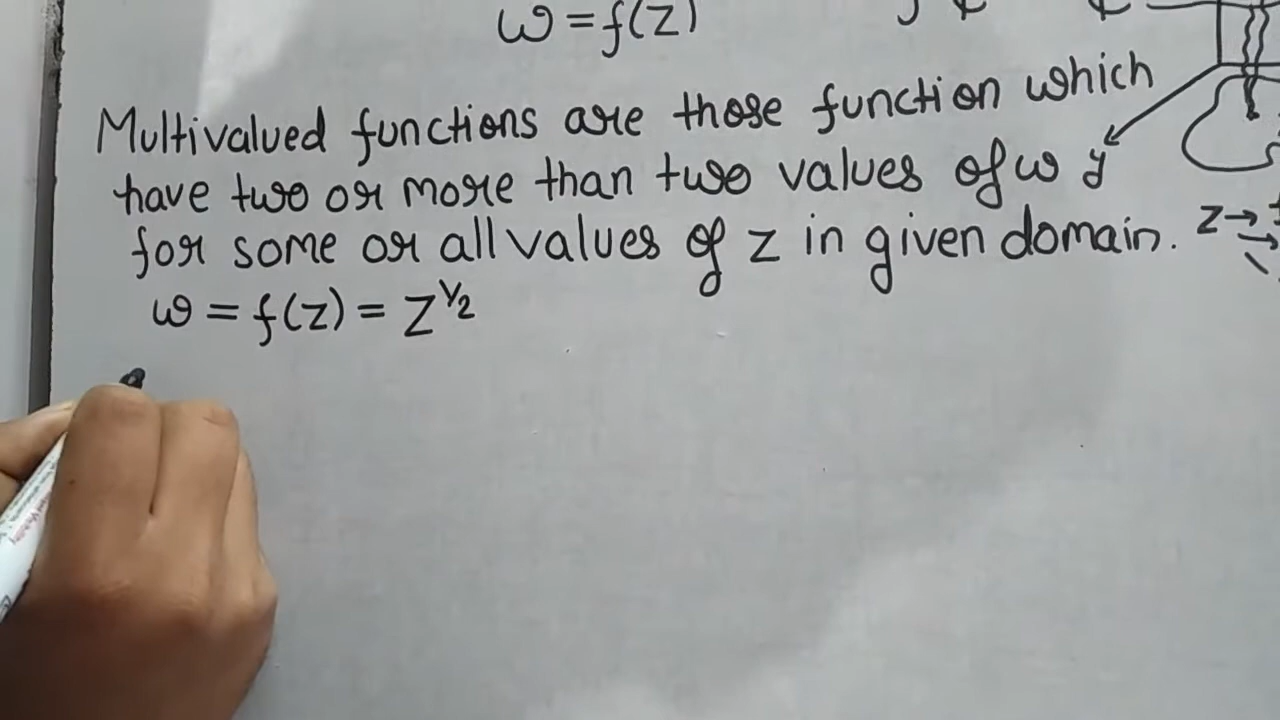 ω = f(z)
Multivalued functions are those function which
have two or more than two values of ω y
for some or all values of z in given domain. z →
ω = f(z) = z^1/2